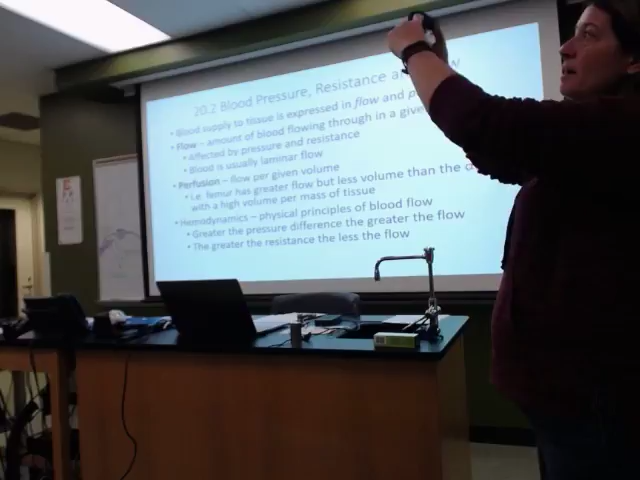 20.2 Blood Pressure, Resistance a
• Blood supply to tissue is expressed in flow and p
• Flow – amount of blood flowing through in a give
• Affected by pressure and resistance
• Blood is usually laminar flow
• Perfusion – flow per given volume
• i.e. femur has greater flow but less volume than the
with a high volume per mass of tissue
• Hemodynamics – physical principles of blood flow
• Greater the pressure difference the greater the flow
• The greater the resistance the less the flow